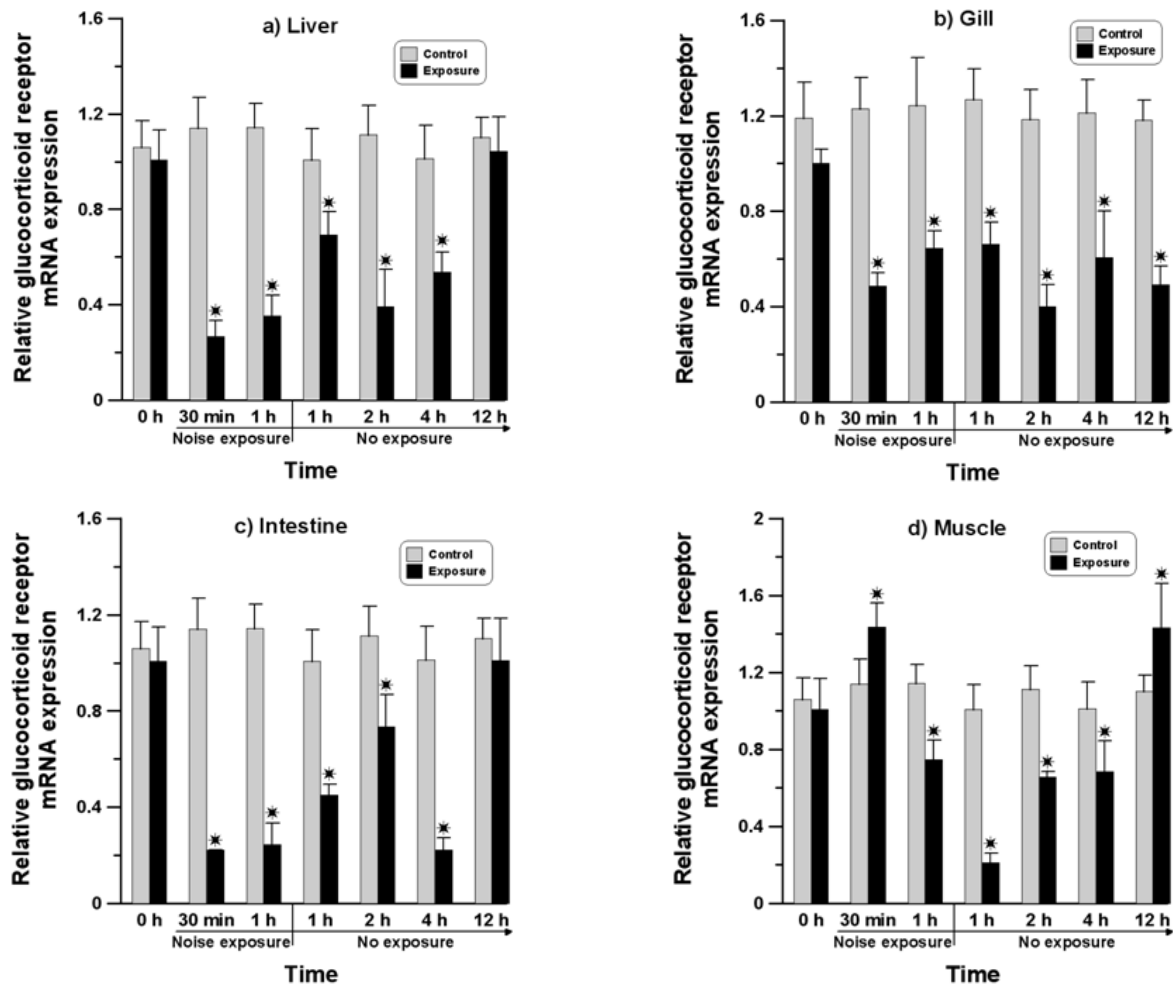 a) Liver
Control
Exposure
Relative glucocorticoid receptor
mRNA expression
1.6
1.2
0.8
0.4
0
0 h 30 min 1 h 1 h 2 h 4 h 12 h
Noise exposure No exposure
Time
b) Gill
Control
Exposure
Relative glucocorticoid receptor
mRNA expression
1.6
1.2
0.8
0.4
0
0 h 30 min 1 h 1 h 2 h 4 h 12 h
Noise exposure No exposure
Time
c) Intestine
Control
Exposure
Relative glucocorticoid receptor
mRNA expression
1.6
1.2
0.8
0.4
0
0 h 30 min 1 h 1 h 2 h 4 h 12 h
Noise exposure No exposure
Time
d) Muscle
Control
Exposure
Relative glucocorticoid receptor
mRNA expression
2
1.6
1.2
0.8
0.4
0
0 h 30 min 1 h 1 h 2 h 4 h 12 h
Noise exposure No exposure
Time